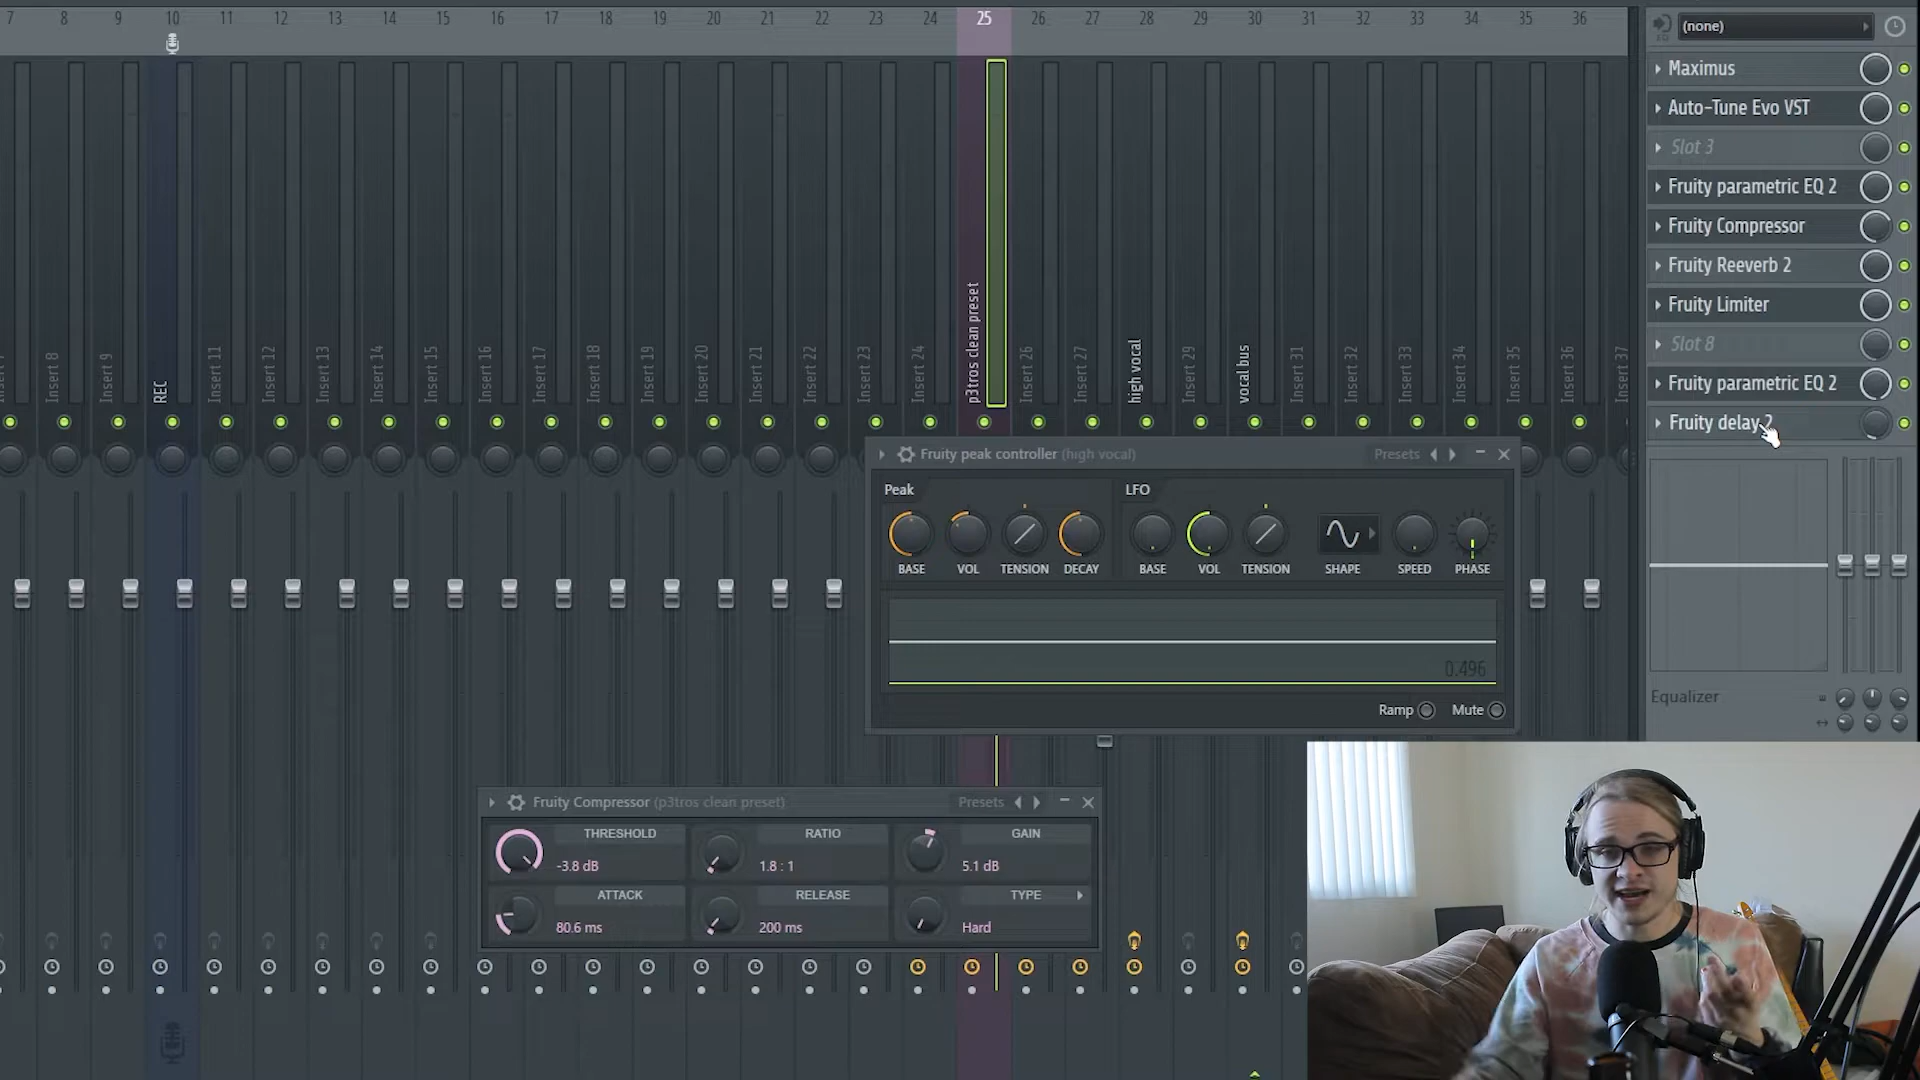 7 8 9 10 11 12 13 14 15 16 17 18 19 20 21 22 23 24 25 26 27 28 29 30 31 32 33 34 35 36
(none)
Maximus
Auto-Tune Evo VST
Slot 3
Fruity parametric EQ 2
Fruity Compressor
Fruity Reeverb 2
Fruity Limiter
Slot 8
Fruity parametric EQ 2
Fruity delay 2
Insert 8
Insert 9
REC
Insert 11
Insert 12
Insert 13
Insert 14
Insert 15
Insert 16
Insert 17
Insert 18
Insert 19
Insert 20
Insert 21
Insert 22
Insert 23
Insert 24
p3tros clean preset
Insert 26
Insert 27
high vocal
Insert 29
vocal bus
Insert 31
Insert 32
Insert 33
Insert 34
Insert 35
Insert 36
Fruity peak controller (high vocal) Presets
Peak LFO
BASE VOL TENSION DECAY BASE VOL TENSION SHAPE SPEED PHASE
0.496
Ramp Mute
Equalizer
Fruity Compressor (p3tros clean preset) Presets
THRESHOLD RATIO GAIN
-3.8 dB 1.8 : 1 5.1 dB
ATTACK RELEASE TYPE
80.6 ms 200 ms Hard